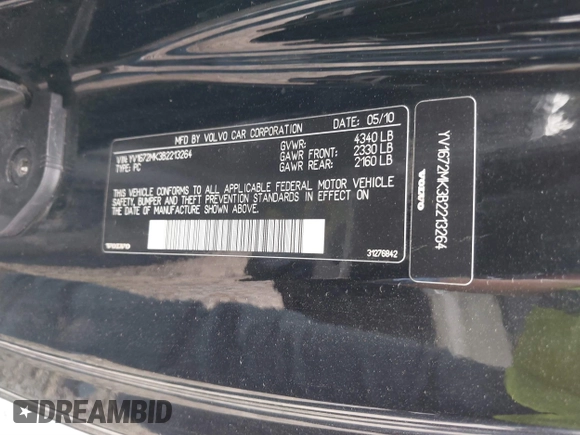 MFD BY VOLVO CAR CORPORATION DATE: 05/10
VIN: YV1672MK3B2213264
TYPE: PC
GVWR: 4340 LB
GAWR FRONT: 2330 LB
GAWR REAR: 2160 LB
THIS VEHICLE CONFORMS TO ALL APPLICABLE FEDERAL MOTOR VEHICLE
SAFETY, BUMPER AND THEFT PREVENTION STANDARDS IN EFFECT ON
THE DATE OF MANUFACTURE SHOWN ABOVE.
VOLVO
31276842
YV1672MK3B2213264
VOLVO
DREAMBID